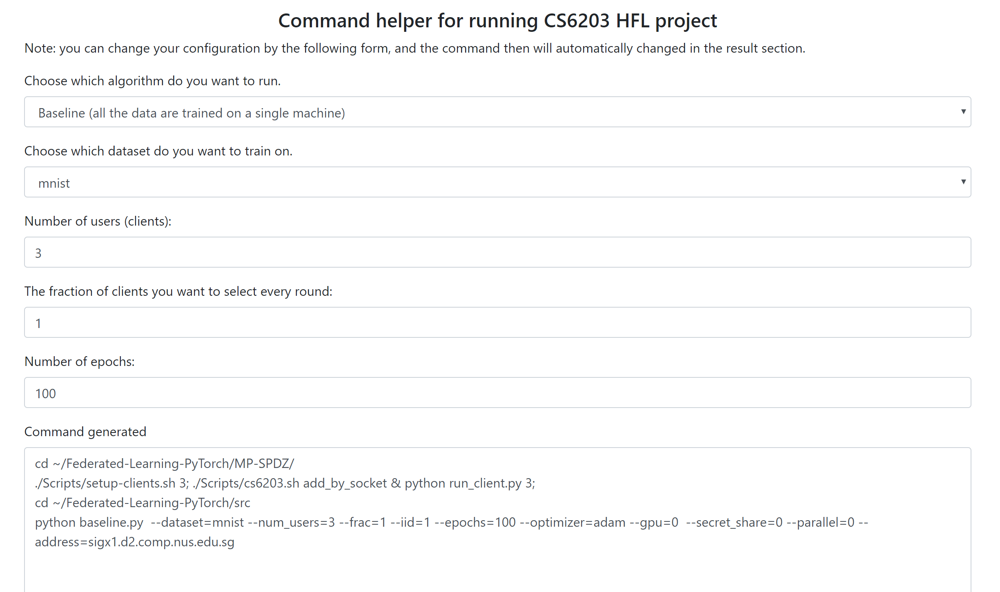 Command helper for running CS6203 HFL project
Note: you can change your configuration by the following form, and the command then will automatically changed in the result section.
Choose which algorithm do you want to run.
Baseline (all the data are trained on a single machine)
Choose which dataset do you want to train on.
mnist
Number of users (clients):
3
The fraction of clients you want to select every round:
1
Number of epochs:
100
Command generated
cd ~/Federated-Learning-PyTorch/MP-SPDZ/
./Scripts/setup-clients.sh 3; ./Scripts/cs6203.sh add_by_socket & python run_client.py 3;
cd ~/Federated-Learning-PyTorch/src
python baseline.py  --dataset=mnist --num_users=3 --frac=1 --iid=1 --epochs=100 --optimizer=adam --gpu=0  --secret_share=0 --parallel=0 --
address=sigx1.d2.comp.nus.edu.sg